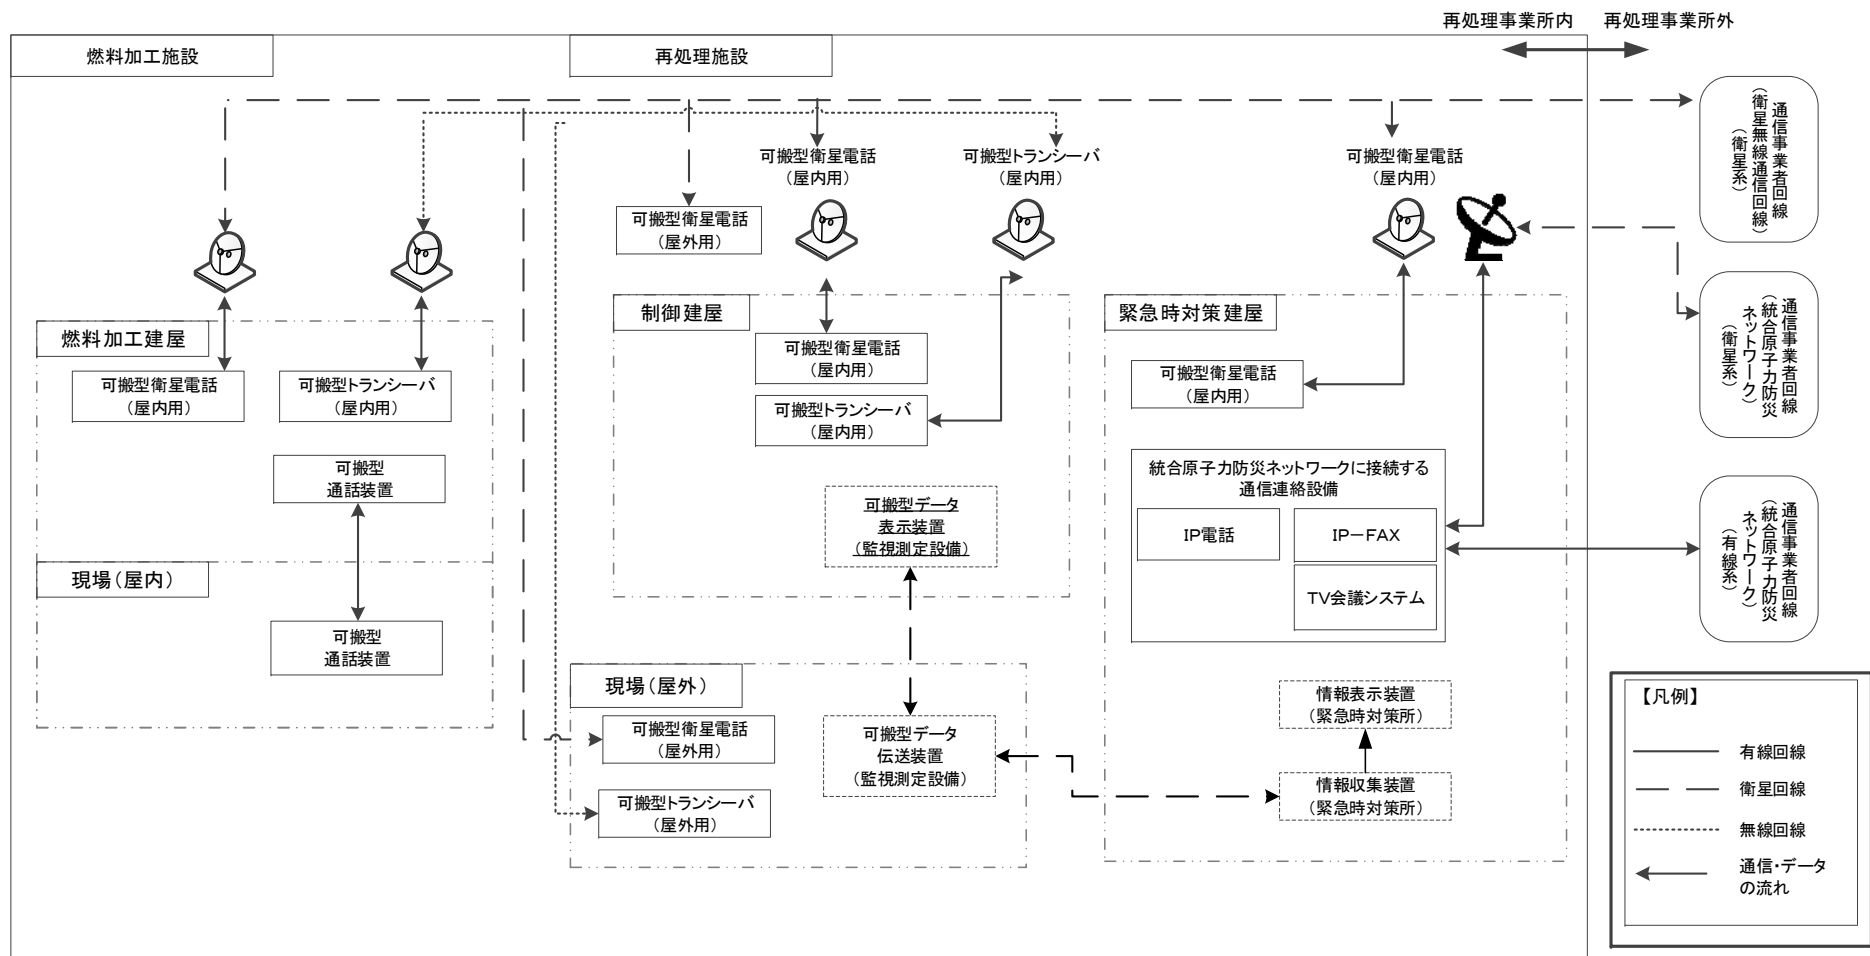 再処理事業所内
再処理事業所外
燃料加工施設
再処理施設
可搬型衛星電話
（屋内用）
可搬型トランシーバ
（屋内用）
可搬型衛星電話
（屋内用）
可搬型衛星電話
（屋外用）
通信事業者回線
（衛星無線通信回線）
（衛星系）
燃料加工建屋
可搬型衛星電話
（屋内用）
可搬型トランシーバ
（屋内用）
可搬型
通話装置
現場（屋内）
可搬型
通話装置
制御建屋
可搬型衛星電話
（屋内用）
可搬型トランシーバ
（屋内用）
可搬型データ
表示装置
（監視測定設備）
現場（屋外）
可搬型衛星電話
（屋外用）
可搬型トランシーバ
（屋外用）
可搬型データ
伝送装置
（監視測定設備）
緊急時対策建屋
可搬型衛星電話
（屋内用）
統合原子力防災ネットワークに接続する
通信連絡設備
IP電話
IP－FAX
TV会議システム
情報表示装置
（緊急時対策所）
情報収集装置
（緊急時対策所）
通信事業者回線
（統合原子力防災
ネットワーク）
（衛星系）
通信事業者回線
（統合原子力防災
ネットワーク）
（有線系）
【凡例】
有線回線
衛星回線
無線回線
通信・データ
の流れ